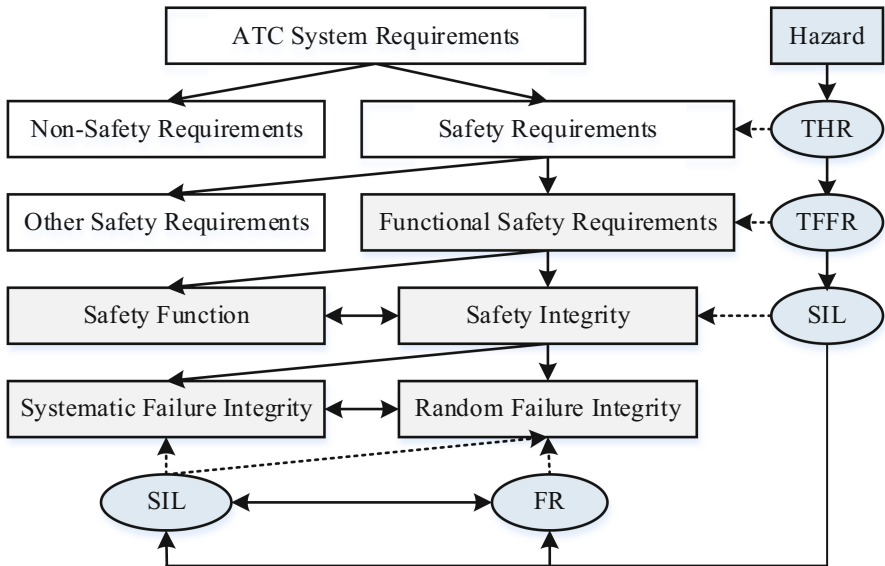 ATC System Requirements
Hazard
Non-Safety Requirements
Safety Requirements
THR
Other Safety Requirements
Functional Safety Requirements
TFFR
Safety Function
Safety Integrity
SIL
Systematic Failure Integrity
Random Failure Integrity
SIL
FR